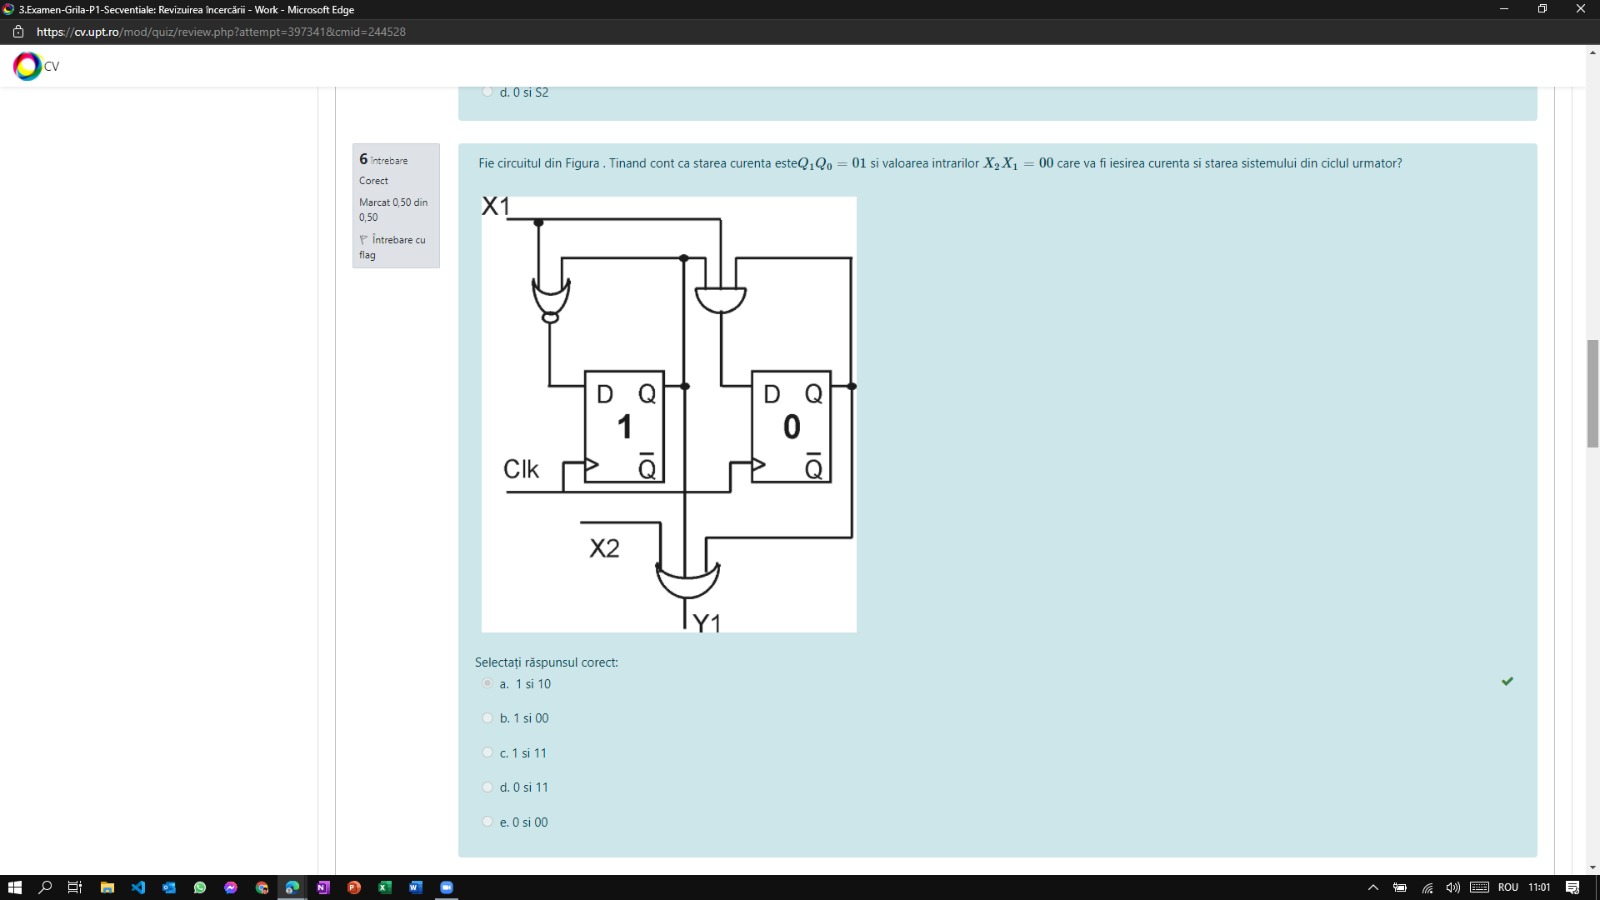 3.Examen-Grila-P1-Secventiale: Revizuirea încercării - Work - Microsoft Edge
https://cv.upt.ro/mod/quiz/review.php?attempt=397341&cmid=244528
CV
d. 0 si S2
6 Întrebare
Corect
Marcat 0,50 din
0,50
Întrebare cu
flag
Fie circuitul din Figura . Tinand cont ca starea curenta este Q₁Q₀ = 01 si valoarea intrarilor X₂X₁ = 00 care va fi iesirea curenta si starea sistemului din ciclul urmator?
X1
D Q
1
Q̅
D Q
0
Q̅
Clk
X2
Y1
Selectați răspunsul corect:
a. 1 si 10
b. 1 si 00
c. 1 si 11
d. 0 si 11
e. 0 si 00
ROU 11:01